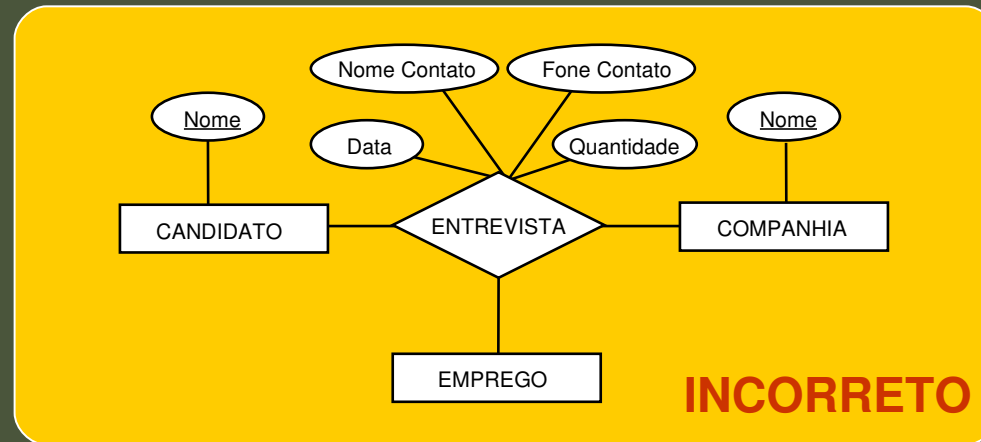 Nome Contato
Fone Contato
Nome
Nome
Data
Quantidade
CANDIDATO
ENTREVISTA
COMPANHIA
EMPREGO
INCORRETO